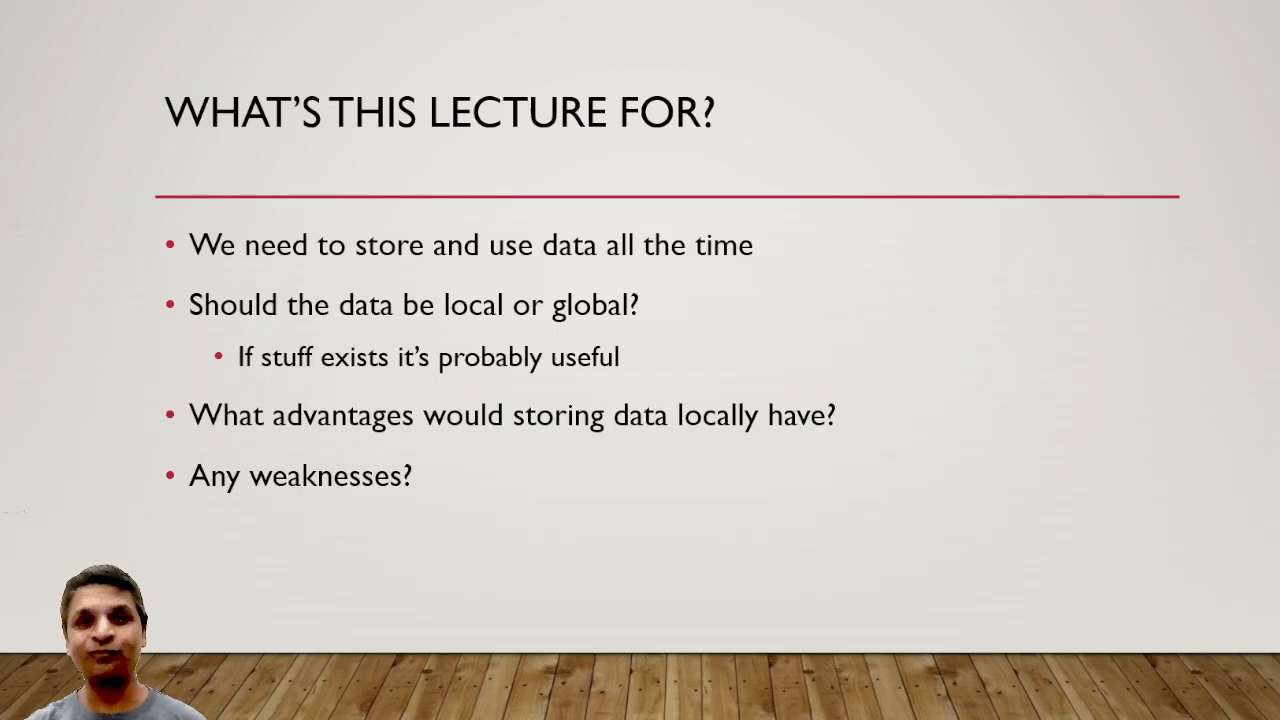 WHAT'S THIS LECTURE FOR?
• We need to store and use data all the time
• Should the data be local or global?
• If stuff exists it's probably useful
• What advantages would storing data locally have?
• Any weaknesses?